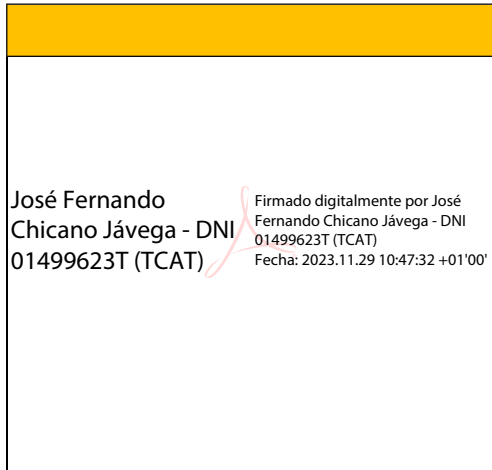 José Fernando
Chicano Jávega - DNI
01499623T (TCAT)
Firmado digitalmente por José
Fernando Chicano Jávega - DNI
01499623T (TCAT)
Fecha: 2023.11.29 10:47:32 +01'00'